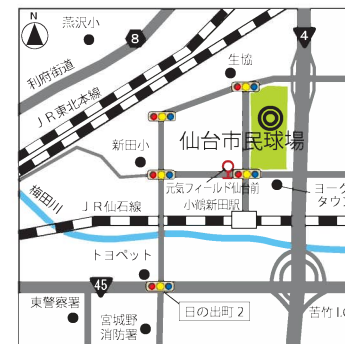 N
燕沢小
8
4
利府街道
生協
JR東北本線
仙台市民球場
新田小
元気フィールド仙台前
小鶴新田駅
ヨーク
タウン
梅田川
JR仙石線
トヨペット
45
東警察署
日の出町2
宮城野
消防署
苦竹I.C